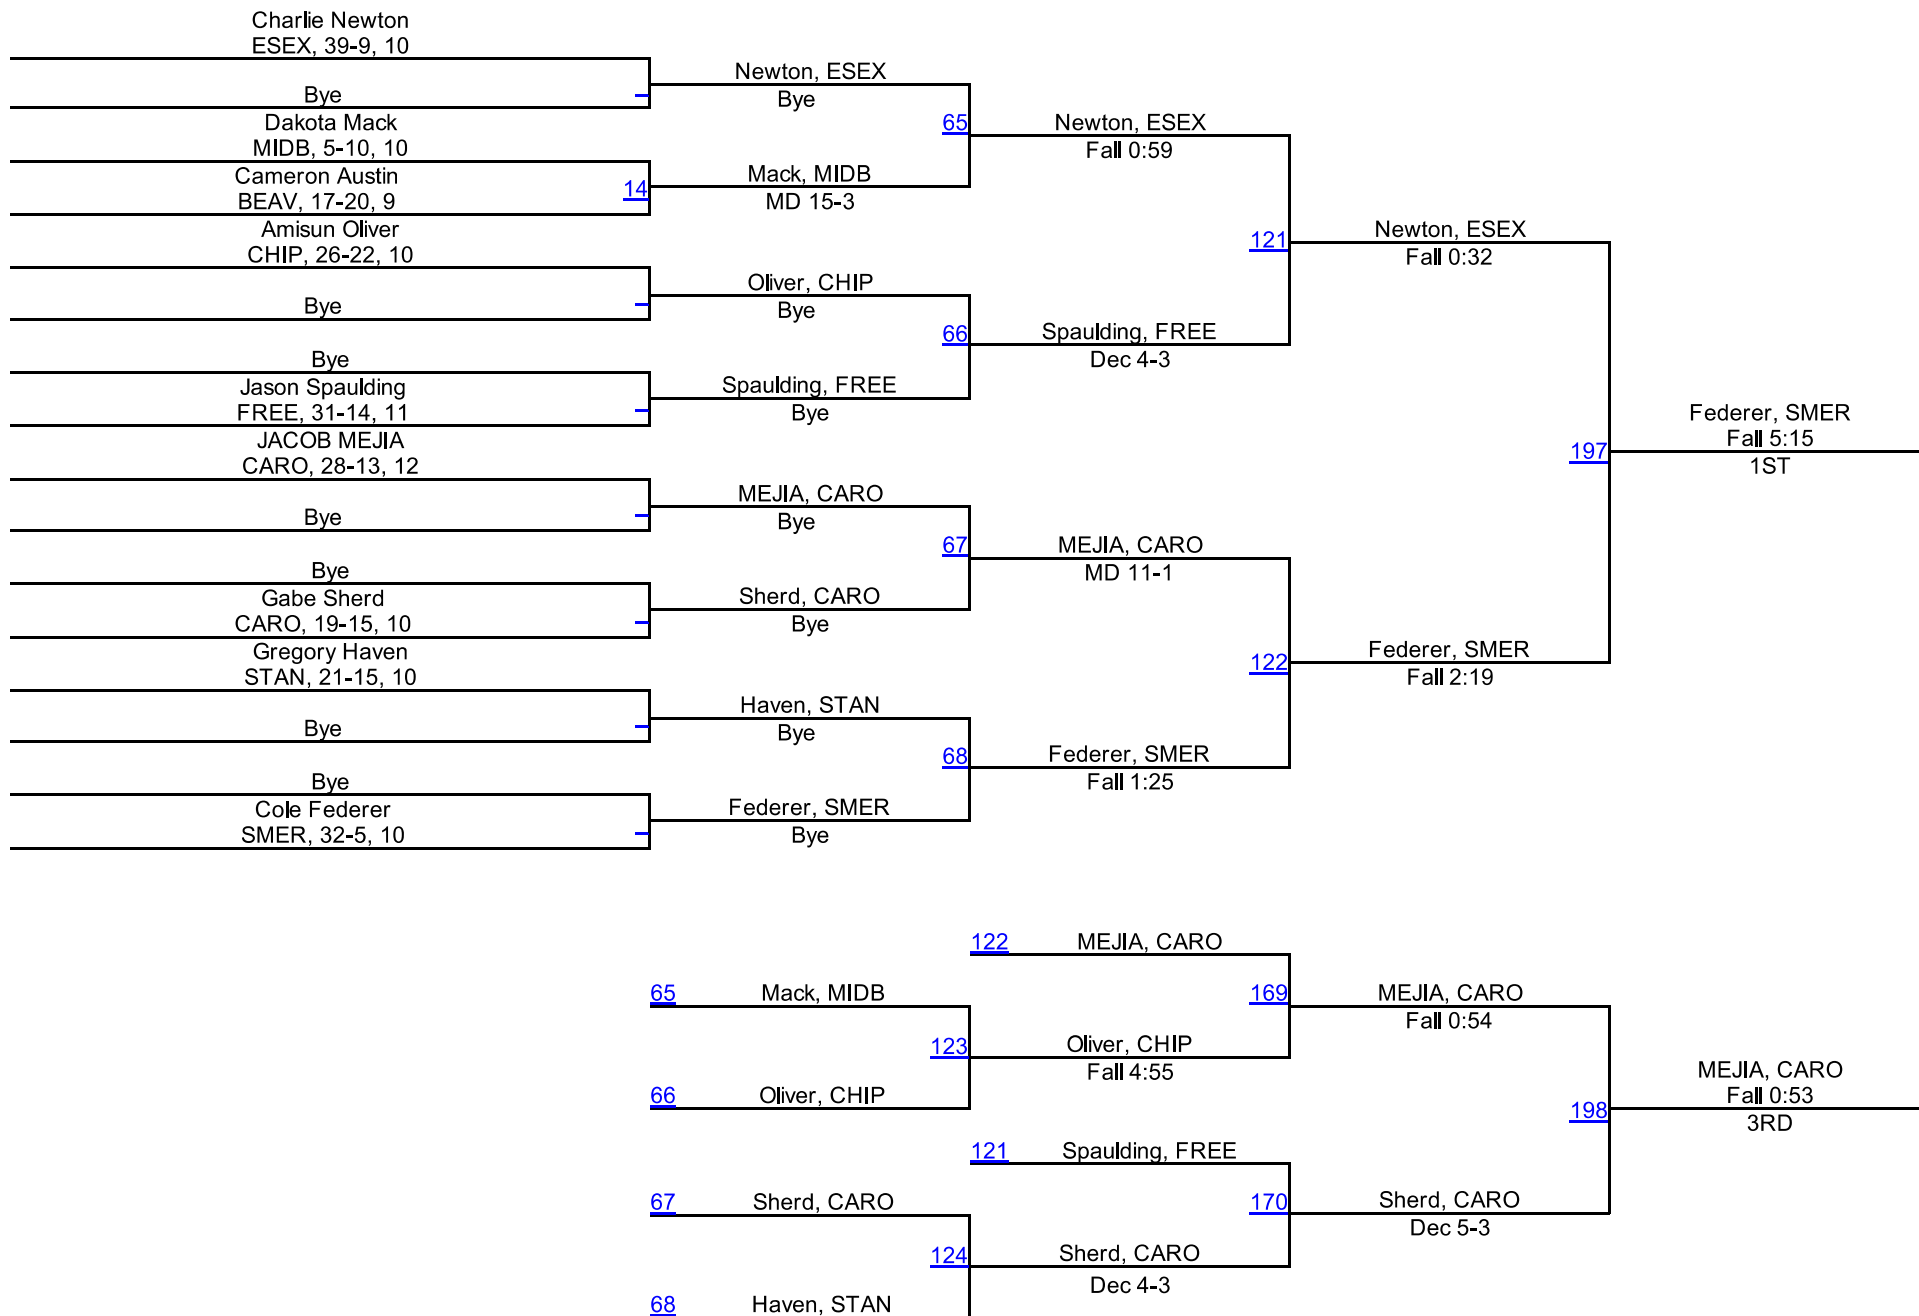 Charlie Newton
ESEX, 39-9, 10
Bye
Dakota Mack
MIDB, 5-10, 10
Cameron Austin
BEAV, 17-20, 9
14
Amisun Oliver
CHIP, 26-22, 10
Bye
Bye
Jason Spaulding
FREE, 31-14, 11
JACOB MEJIA
CARO, 28-13, 12
Bye
Bye
Gabe Sherd
CARO, 19-15, 10
Gregory Haven
STAN, 21-15, 10
Bye
Bye
Cole Federer
SMER, 32-5, 10
Newton, ESEX
Bye
65
Mack, MIDB
MD 15-3
Oliver, CHIP
Bye
66
Spaulding, FREE
Bye
MEJIA, CARO
Bye
67
Sherd, CARO
Bye
Haven, STAN
Bye
68
Federer, SMER
Bye
Newton, ESEX
Fall 0:59
121
Spaulding, FREE
Dec 4-3
MEJIA, CARO
MD 11-1
122
Federer, SMER
Fall 1:25
Newton, ESEX
Fall 0:32
197
Federer, SMER
Fall 2:19
Federer, SMER
Fall 5:15
1ST
65
Mack, MIDB
123
66
Oliver, CHIP
67
Sherd, CARO
124
68
Haven, STAN
122
MEJIA, CARO
169
Oliver, CHIP
Fall 4:55
121
Spaulding, FREE
170
Sherd, CARO
Dec 4-3
MEJIA, CARO
Fall 0:54
198
Sherd, CARO
Dec 5-3
MEJIA, CARO
Fall 0:53
3RD